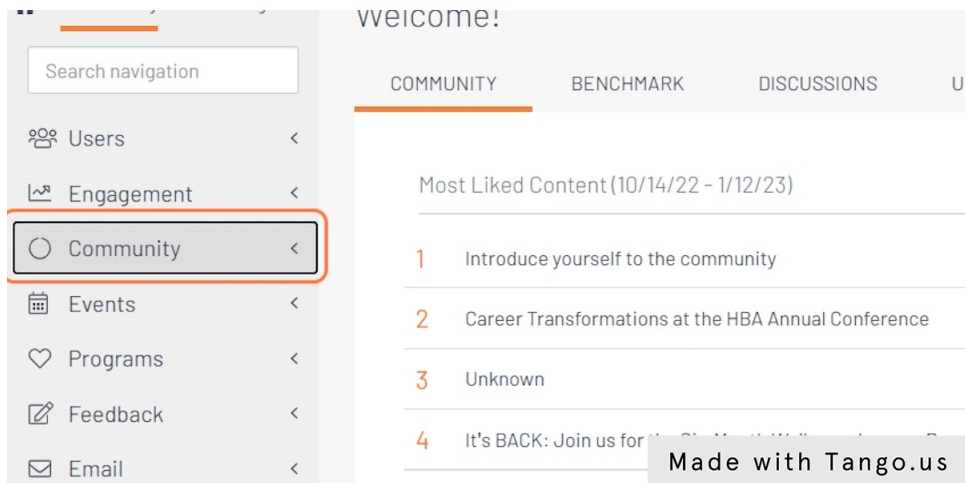 Welcome!
Search navigation
COMMUNITY
BENCHMARK
DISCUSSIONS
Users
Engagement
Community
Events
Programs
Feedback
Email
Most Liked Content (10/14/22 - 1/12/23)
1 Introduce yourself to the community
2 Career Transformations at the HBA Annual Conference
3 Unknown
4 It's BACK: Join us for
Made with Tango.us